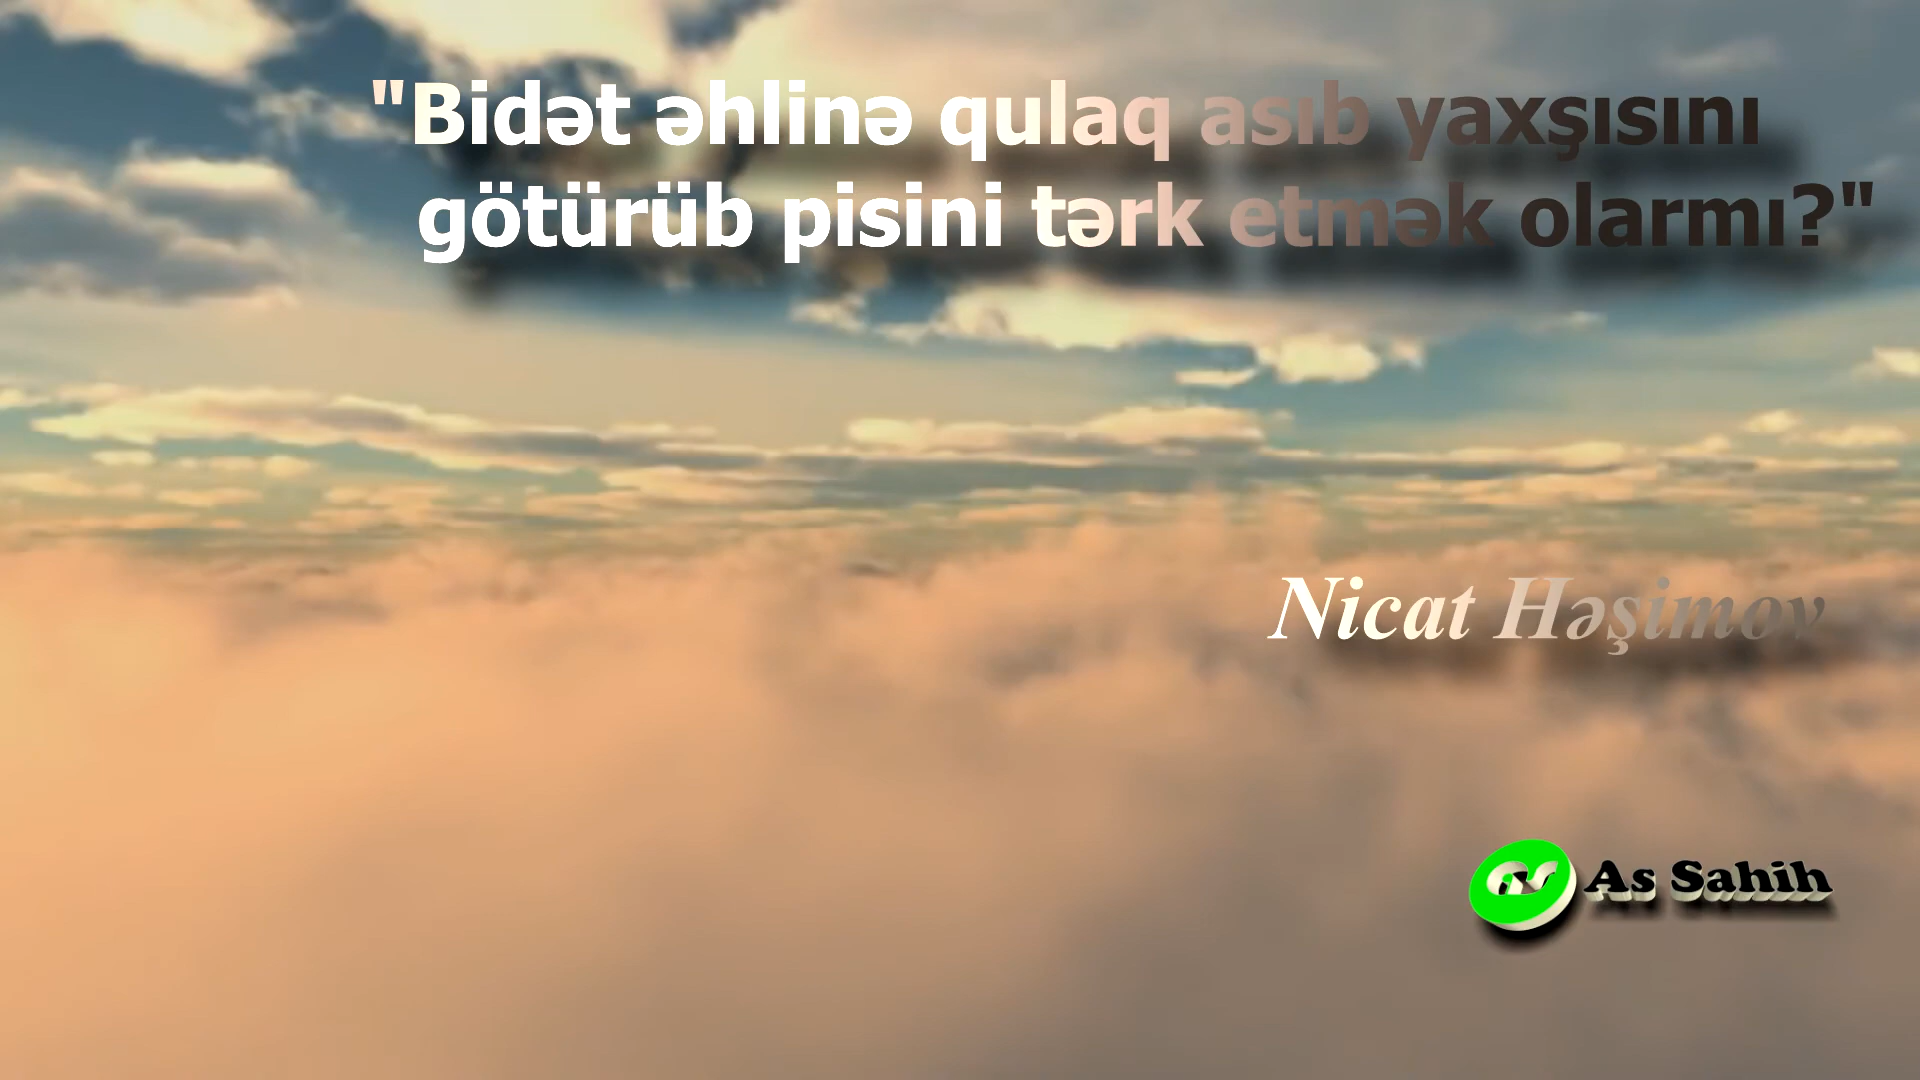 "Bidət əhlinə qulaq asıb yaxşısını
götürüb pisini tərk etmək olarmı?"
Nicat Həşimov
As Sahih